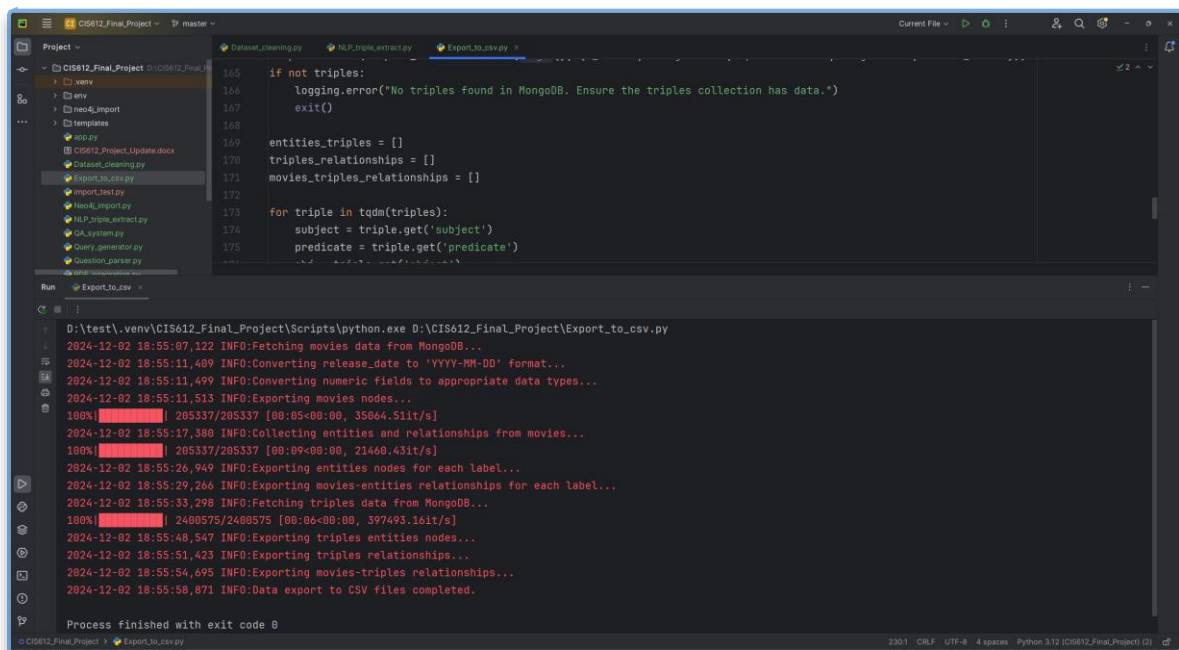 CI CIS612_Final_Project master Current File
Project
Dataset_cleaning.py NLP_triple_extract.py Export_to_csv.py
CIS612_Final_Project
.venv
env
neo4j_import
templates
app.py
CIS612_Project_Update.docx
Dataset_cleaning.py
Export_to_csv.py
import_test.py
Neo4j_import.py
NLP_triple_extract.py
QA_system.py
Query_generator.py
Question_parser.py
2
165 if not triples:
166 logging.error("No triples found in MongoDB. Ensure the triples collection has data.")
167 exit()
168
169 entities_triples = []
170 triples_relationships = []
171 movies_triples_relationships = []
172
173 for triple in tqdm(triples):
174 subject = triple.get('subject')
175 predicate = triple.get('predicate')
Run Export_to_csv
D:\test\.venv\CIS612_Final_Project\Scripts\python.exe D:\CIS612_Final_Project\Export_to_csv.py
2024-12-02 18:55:07,122 INFO:Fetching movies data from MongoDB...
2024-12-02 18:55:11,409 INFO:Converting release_date to 'YYYY-MM-DD' format...
2024-12-02 18:55:11,499 INFO:Converting numeric fields to appropriate data types...
2024-12-02 18:55:11,513 INFO:Exporting movies nodes...
100%|██████████| 205337/205337 [00:05<00:00, 35064.51it/s]
2024-12-02 18:55:17,380 INFO:Collecting entities and relationships from movies...
100%|██████████| 205337/205337 [00:09<00:00, 21460.43it/s]
2024-12-02 18:55:26,949 INFO:Exporting entities nodes for each label...
2024-12-02 18:55:29,266 INFO:Exporting movies-entities relationships for each label...
2024-12-02 18:55:33,298 INFO:Fetching triples data from MongoDB...
100%|██████████| 2400575/2400575 [00:06<00:00, 397493.16it/s]
2024-12-02 18:55:48,547 INFO:Exporting triples entities nodes...
2024-12-02 18:55:51,423 INFO:Exporting triples relationships...
2024-12-02 18:55:54,695 INFO:Exporting movies-triples relationships...
2024-12-02 18:55:58,871 INFO:Data export to CSV files completed.
Process finished with exit code 0
CIS612_Final_Project > Export_to_csv.py 230:1 CRLF UTF-8 4 spaces Python 3.12 (CIS612_Final_Project) (2)